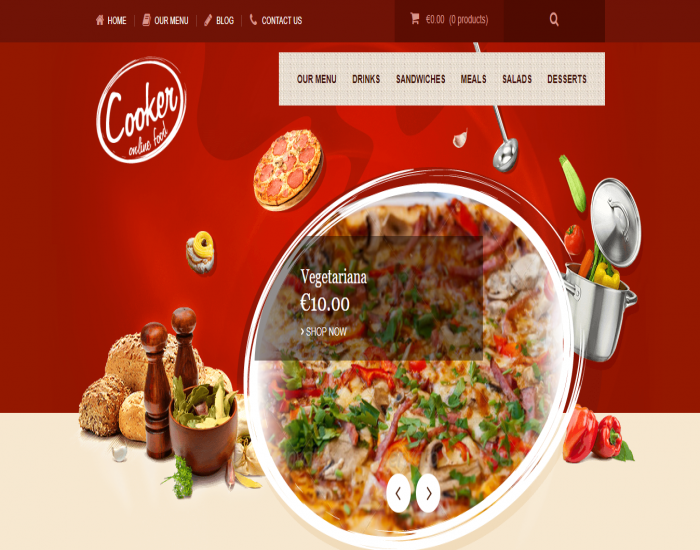 HOME OUR MENU BLOG CONTACT US €0.00 (0 products)
OUR MENU DRINKS SANDWICHES MEALS SALADS DESSERTS
Cooker
online food
Vegetariana
€10.00
› SHOP NOW